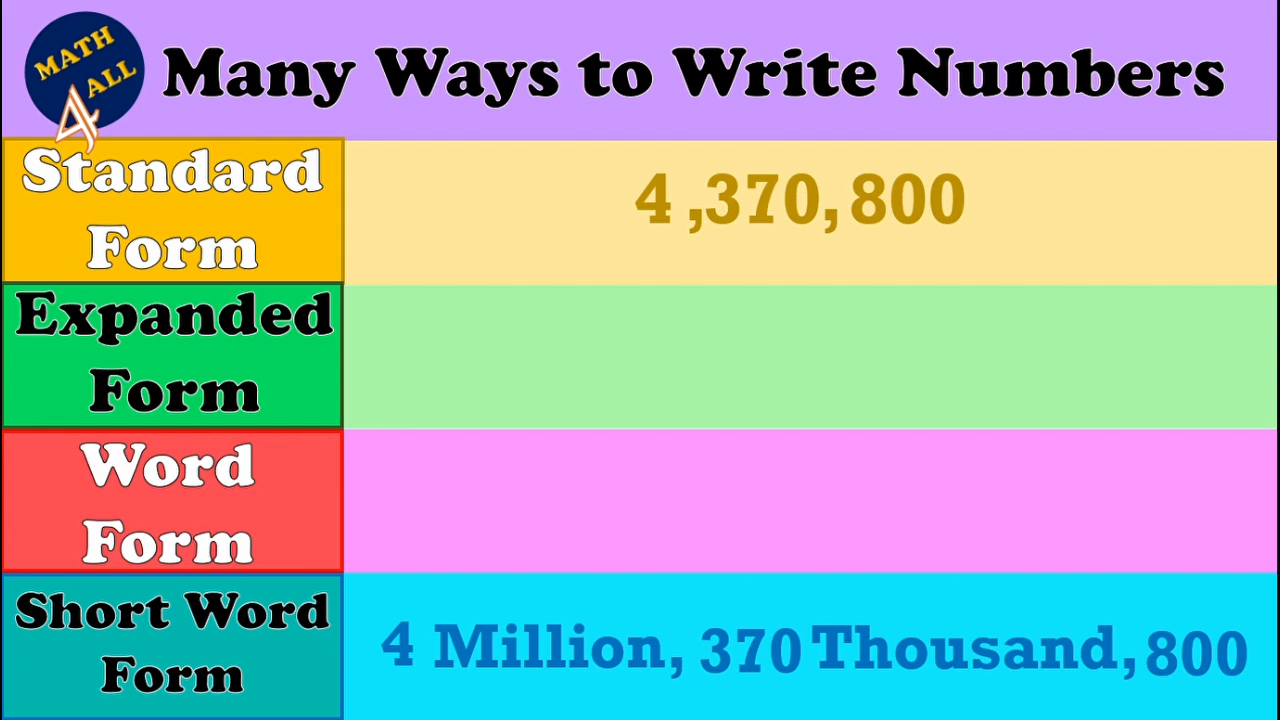 MATH
4 ALL
Many Ways to Write Numbers
Standard
Form
4,370,800
Expanded
Form
Word
Form
Short Word
Form
4 Million, 370 Thousand, 800